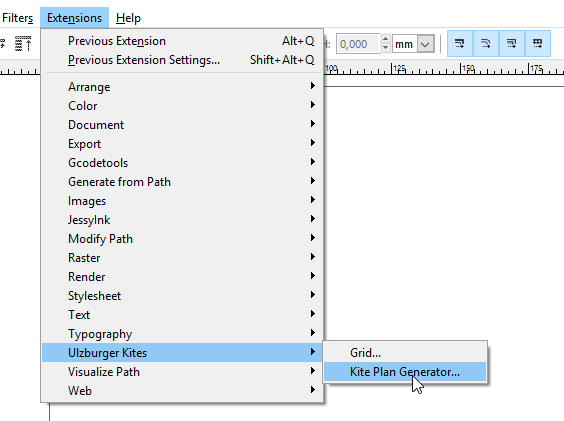 Filters Extensions Help
H: 0,000 mm
Previous Extension Alt+Q
Previous Extension Settings... Shift+Alt+Q
100 125 150 175
Arrange
Color
Document
Export
Gcodetools
Generate from Path
Images
JessyInk
Modify Path
Raster
Render
Stylesheet
Text
Typography
Ulzburger Kites
Grid...
Visualize Path
Kite Plan Generator...
Web